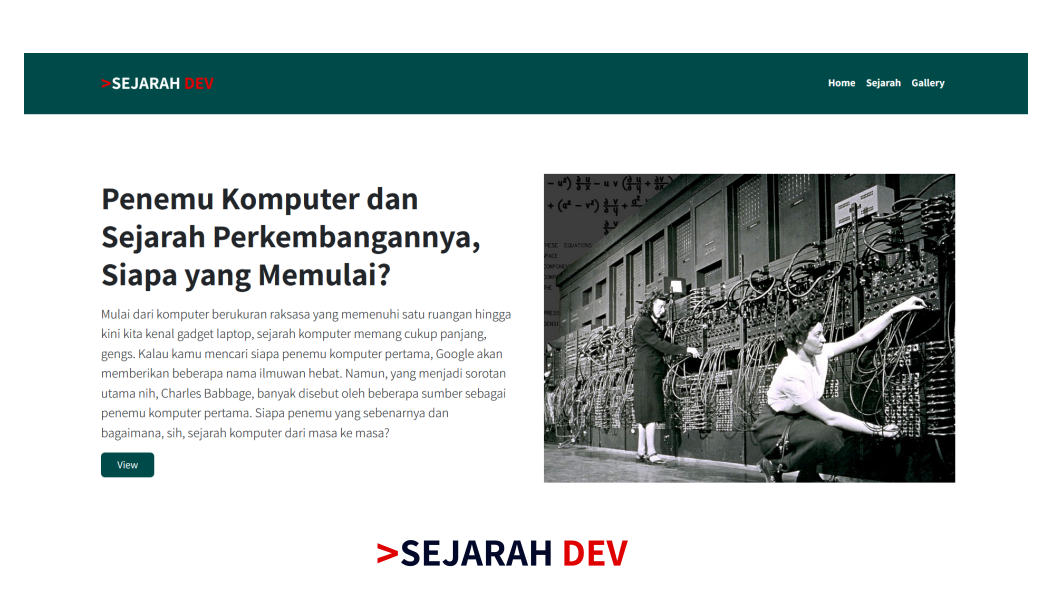 >SEJARAH DEV
Home Sejarah Gallery
Penemu Komputer dan
Sejarah Perkembangannya,
Siapa yang Memulai?
Mulai dari komputer berukuran raksasa yang memenuhi satu ruangan hingga
kini kita kenal gadget laptop, sejarah komputer memang cukup panjang,
gengs. Kalau kamu mencari siapa penemu komputer pertama, Google akan
memberikan beberapa nama ilmuwan hebat. Namun, yang menjadi sorotan
utama nih, Charles Babbage, banyak disebut oleh beberapa sumber sebagai
penemu komputer pertama. Siapa penemu yang sebenarnya dan
bagaimana, sih, sejarah komputer dari masa ke masa?
View
EQUATIONS
>SEJARAH DEV